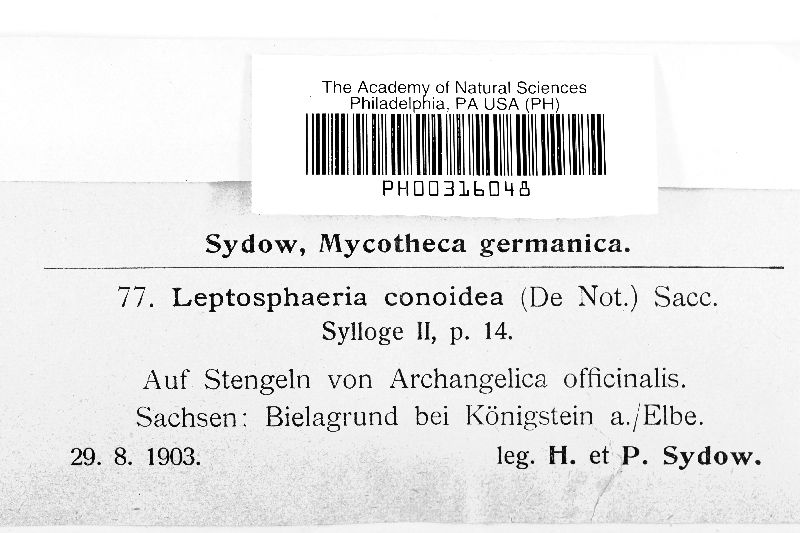 The Academy of Natural Sciences
Philadelphia, PA USA (PH)
PH00316048
Sydow, Mycotheca germanica.
77. Leptosphaeria conoidea (De Not.) Sacc.
Sylloge II, p. 14.
Auf Stengeln von Archangelica officinalis.
Sachsen: Bielagrund bei Königstein a./Elbe.
29. 8. 1903. leg. H. et P. Sydow.